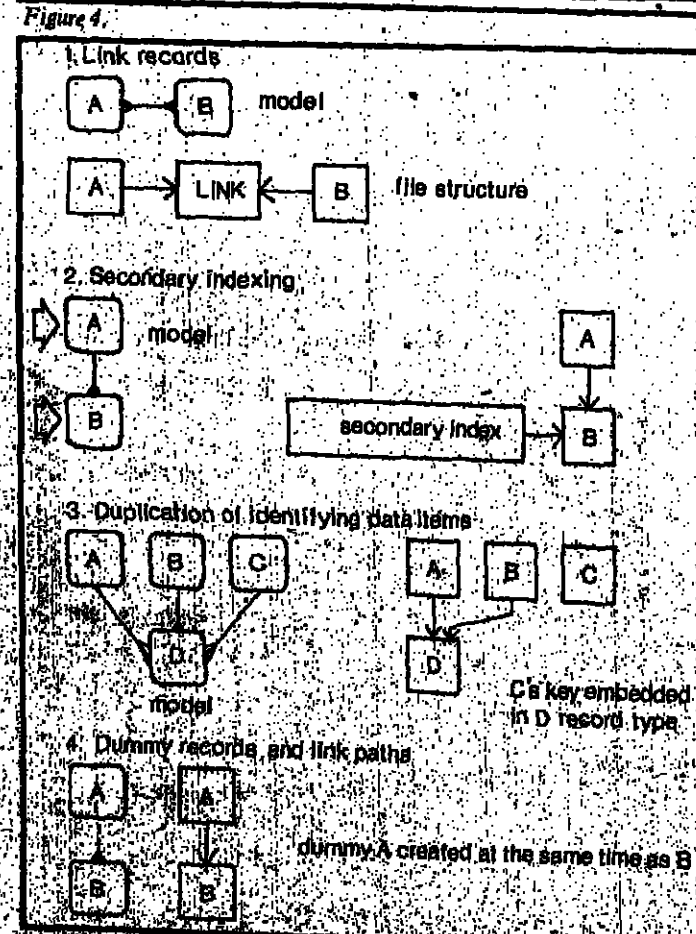 Figure 4.
1. Link records
A B model
A LINK B file structure
2. Secondary indexing
A
model
B
A
secondary index B
3. Duplication of identifying data items
A B C
D
model
A B C
D
C's key embedded
in D record type
4. Dummy records and link paths
A A
dummy A created at the same time as B
B B